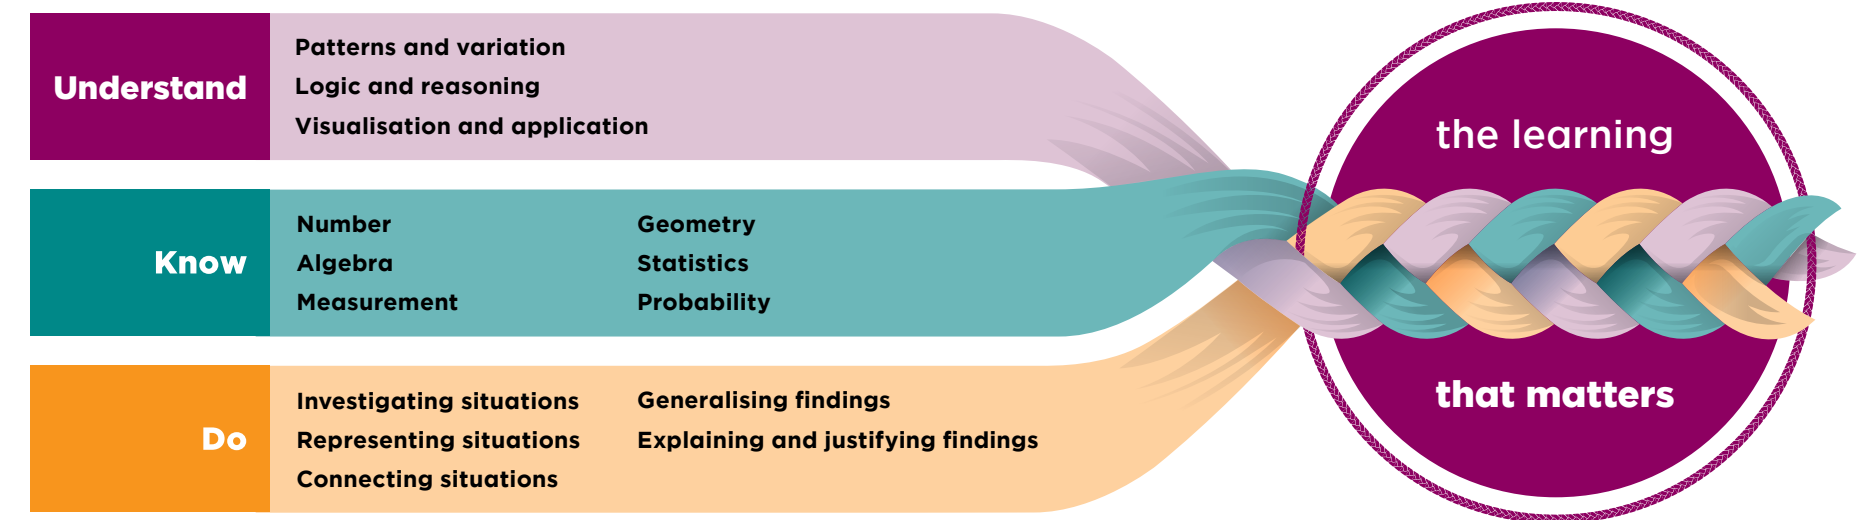 Understand
Patterns and variation
Logic and reasoning
Visualisation and application
Know
Number
Algebra
Measurement
Geometry
Statistics
Probability
Do
Investigating situations
Representing situations
Connecting situations
Generalising findings
Explaining and justifying findings
the learning
that matters